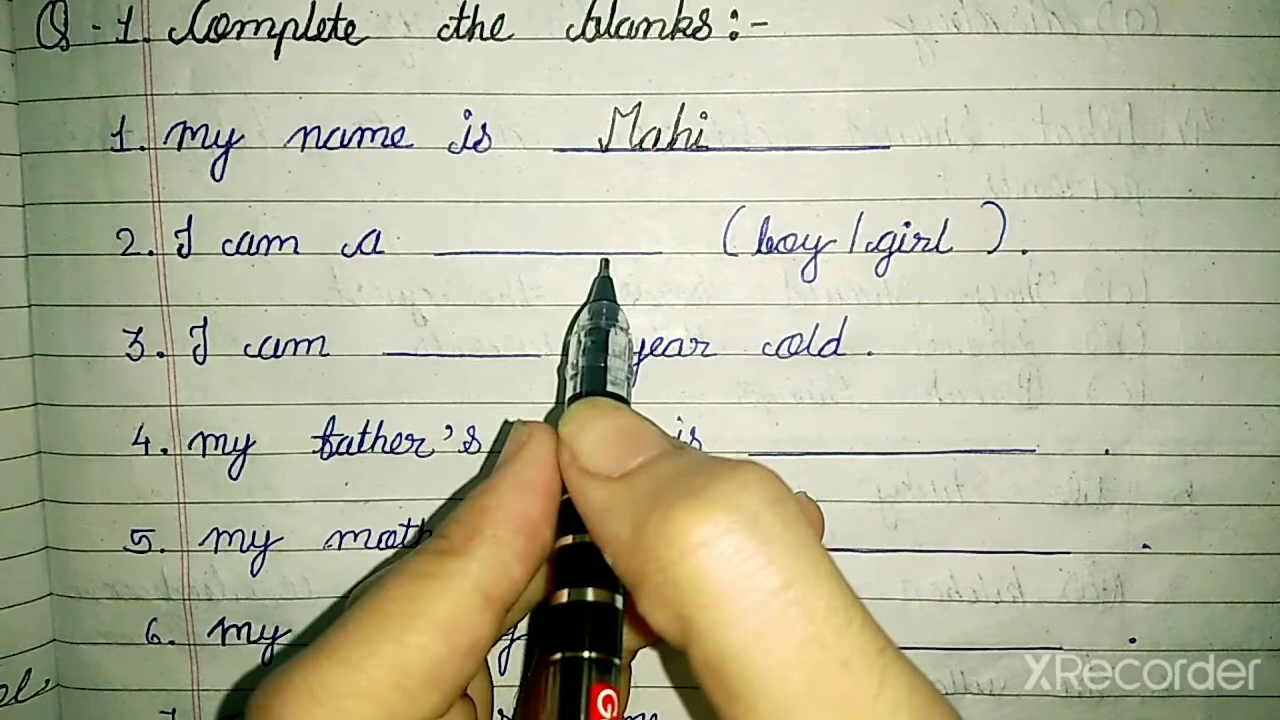 Q-1. Complete the blanks:-
1. my name is Mahi
2. I am a ________ (boy/girl).
3. I am ______ year old.
4. my father's is ________ .
5. my ________ .
6. my ________ .
XRecorder